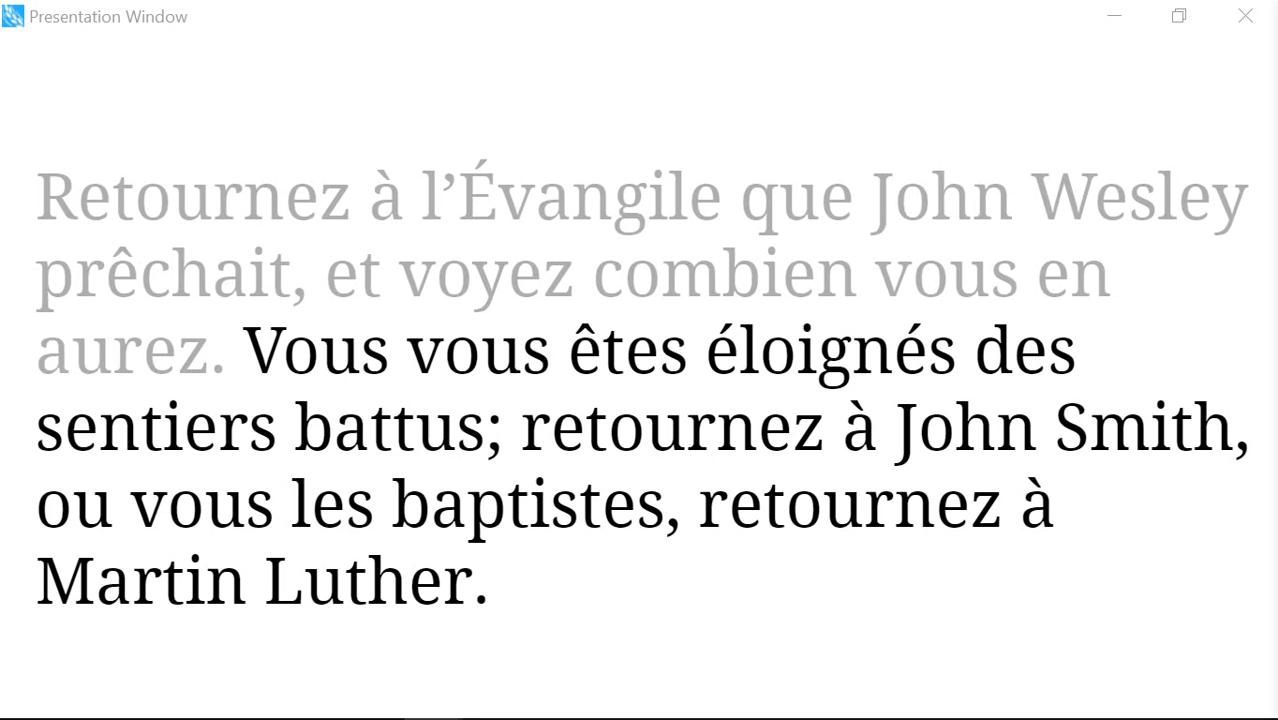 Presentation Window
Retournez à l’Évangile que John Wesley
prêchait, et voyez combien vous en
aurez. Vous vous êtes éloignés des
sentiers battus; retournez à John Smith,
ou vous les baptistes, retournez à
Martin Luther.